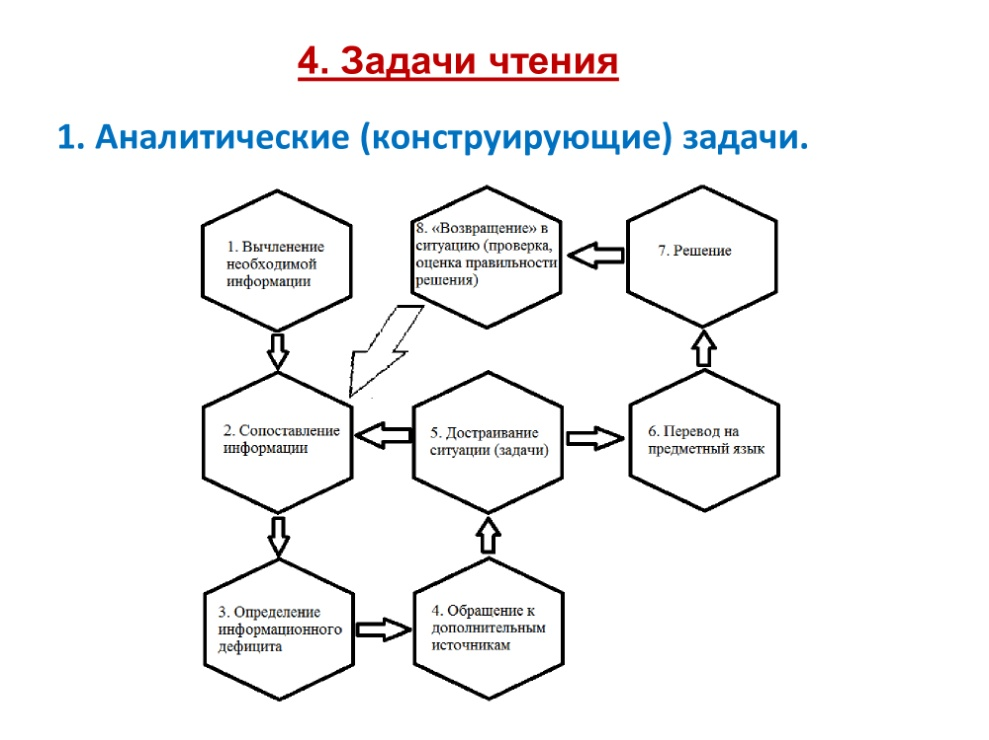 4. Задачи чтения
1. Аналитические (конструирующие) задачи.
1. Вычленение
необходимой
информации
8. «Возвращение» в
ситуацию (проверка,
оценка правильности
решения)
7. Решение
2. Сопоставление
информации
5. Достраивание
ситуации (задачи)
6. Перевод на
предметный язык
3. Определение
информационного
дефицита
4. Обращение к
дополнительным
источникам